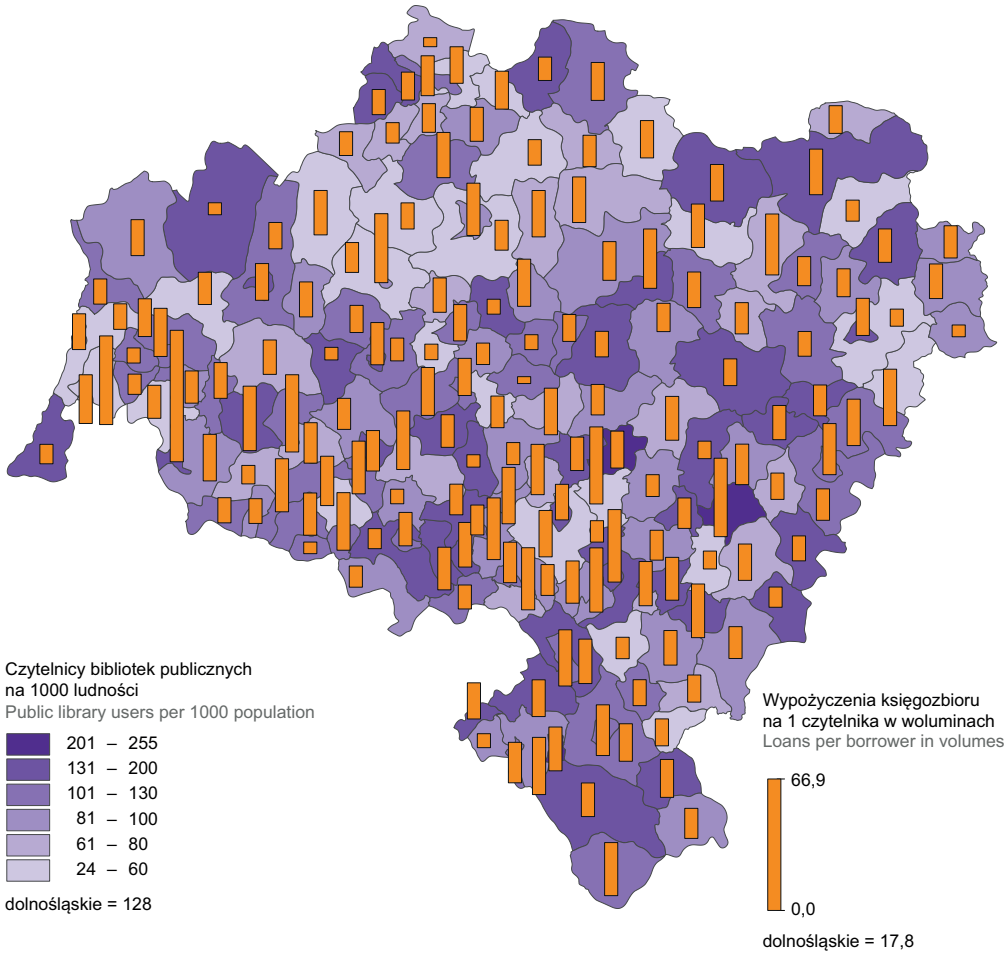 Czytelnicy bibliotek publicznych
na 1000 ludności
Public library users per 1000 population
201 – 255
131 – 200
101 – 130
81 – 100
61 – 80
24 – 60
dolnośląskie = 128
Wypożyczenia księgozbioru
na 1 czytelnika w woluminach
Loans per borrower in volumes
66,9
0,0
dolnośląskie = 17,8